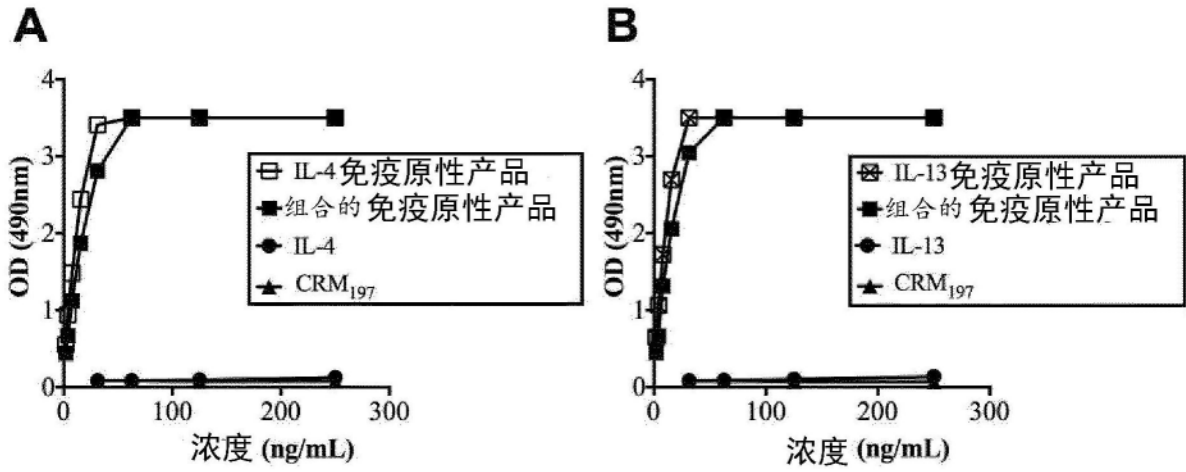 A
4
3
2
1
0
OD (490nm)
IL-4免疫原性产品
组合的免疫原性产品
IL-4
CRM197
0
100
200
300
浓度 (ng/mL)
B
4
3
2
1
0
OD (490nm)
IL-13免疫原性产品
组合的免疫原性产品
IL-13
CRM197
0
100
200
300
浓度 (ng/mL)